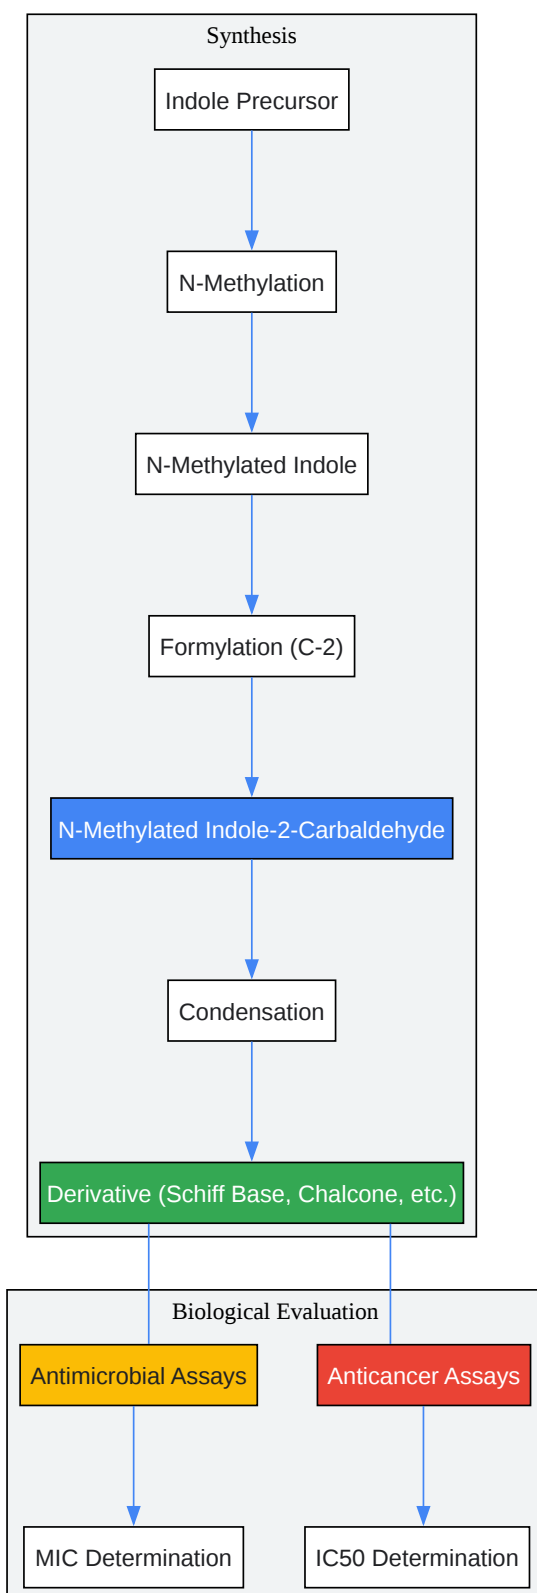 Synthesis
Indole Precursor
N-Methylation
N-Methylated Indole
Formylation (C-2)
N-Methylated Indole-2-Carbaldehyde
Condensation
Derivative (Schiff Base, Chalcone, etc.)
Biological Evaluation
Antimicrobial Assays
Anticancer Assays
MIC Determination
IC50 Determination